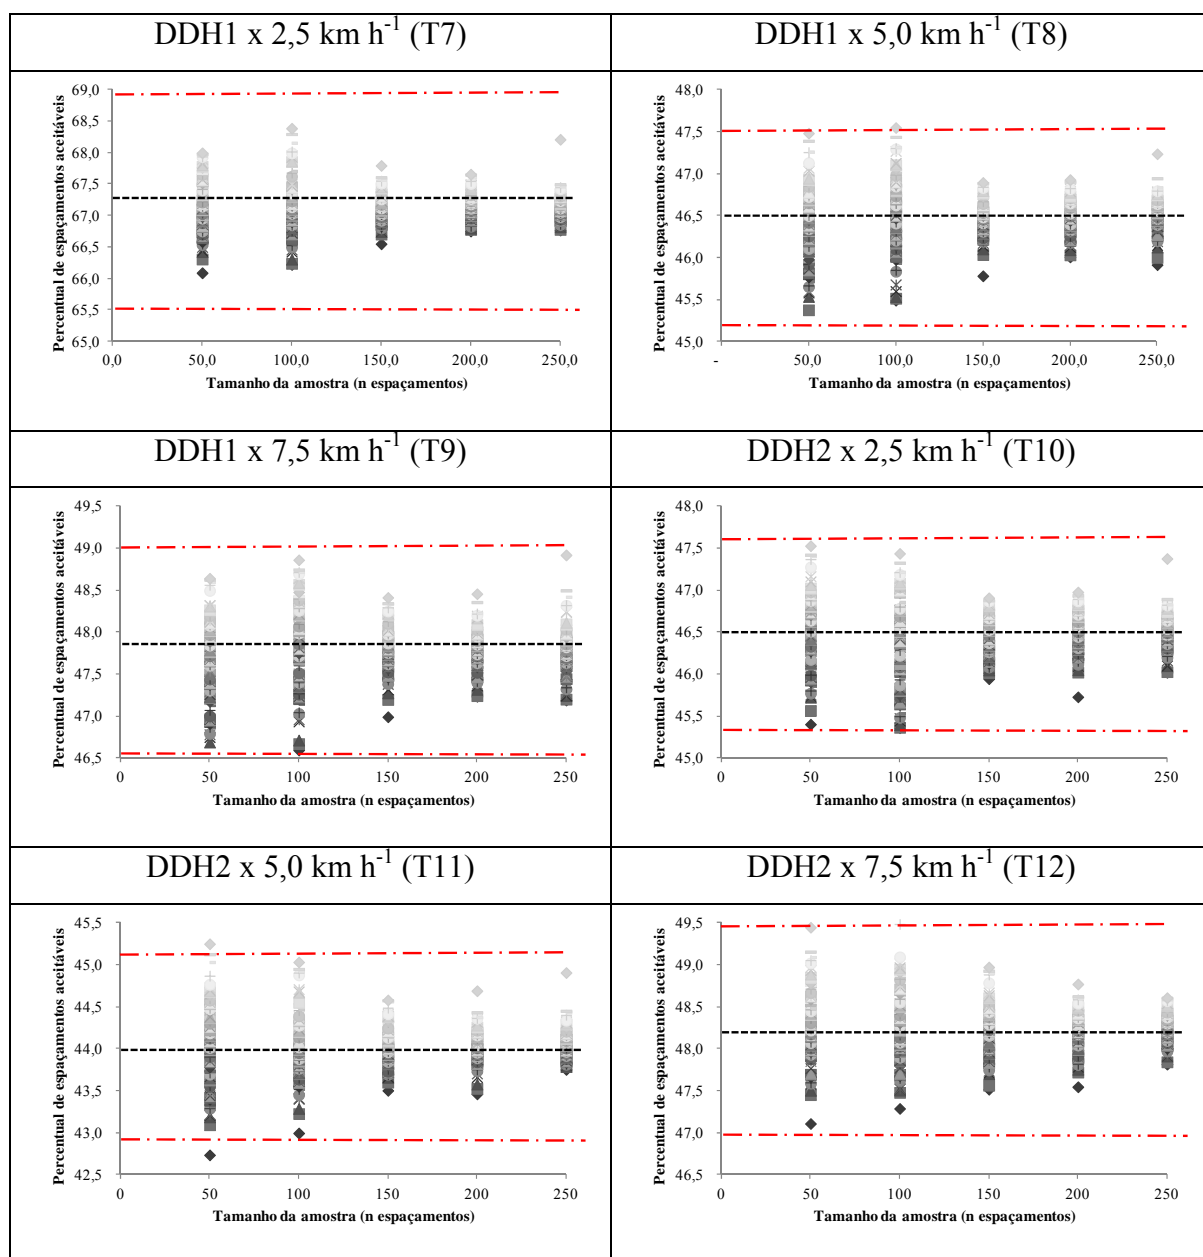 DDH1 x 2,5 km h-1 (T7)
DDH1 x 5,0 km h-1 (T8)
Percentual de espaçamentos aceitáveis
69,0
68,5
68,0
67,5
67,0
66,5
66,0
65,5
65,0
0,0 50,0 100,0 150,0 200,0 250,0
Tamanho da amostra (n espaçamentos)
Percentual de espaçamentos aceitáveis
48,0
47,5
47,0
46,5
46,0
45,5
45,0
- 50,0 100,0 150,0 200,0 250,0
Tamanho da amostra (n espaçamentos)
DDH1 x 7,5 km h-1 (T9)
DDH2 x 2,5 km h-1 (T10)
Percentual de espaçamentos aceitáveis
49,5
49,0
48,5
48,0
47,5
47,0
46,5
0 50 100 150 200 250
Tamanho da amostra (n espaçamentos)
Percentual de espaçamentos aceitáveis
48,0
47,5
47,0
46,5
46,0
45,5
45,0
0 50 100 150 200 250
Tamanho da amostra (n espaçamentos)
DDH2 x 5,0 km h-1 (T11)
DDH2 x 7,5 km h-1 (T12)
Percentual de espaçamentos aceitáveis
45,5
45,0
44,5
44,0
43,5
43,0
42,5
0 50 100 150 200 250
Tamanho da amostra (n espaçamentos)
Percentual de espaçamentos aceitáveis
49,5
49,0
48,5
48,0
47,5
47,0
46,5
0 50 100 150 200 250
Tamanho da amostra (n espaçamentos)